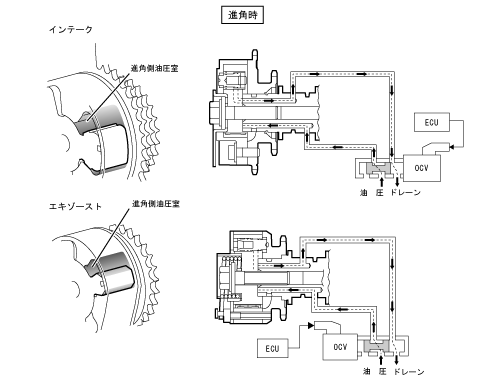 進角時
インテーク
進角側油圧室
ECU
OCV
油 圧 ドレーン
エキゾースト
進角側油圧室
ECU
OCV
油 圧 ドレーン